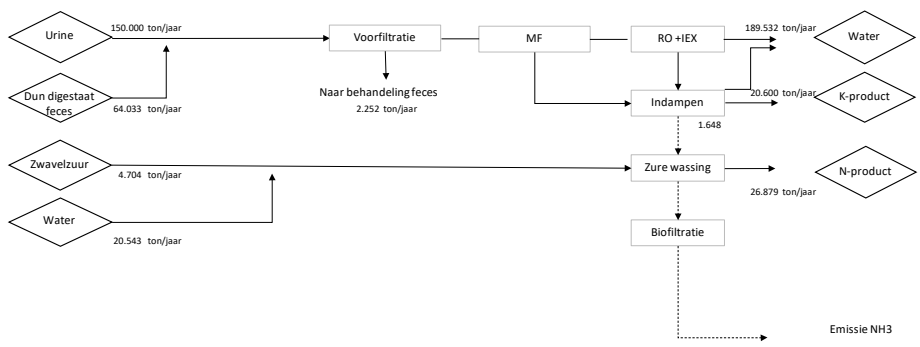 Urine
150.000 ton/jaar
Voorfiltratie
MF
RO +IEX
189.532 ton/jaar
Water
Dun digestaat
feces
64.033 ton/jaar
Naar behandeling feces
2.252 ton/jaar
Indampen
20.600 ton/jaar
K-product
1.648
Zwavelzuur
4.704 ton/jaar
Zure wassing
N-product
26.879 ton/jaar
Water
20.543 ton/jaar
Biofiltratie
Emissie NH3